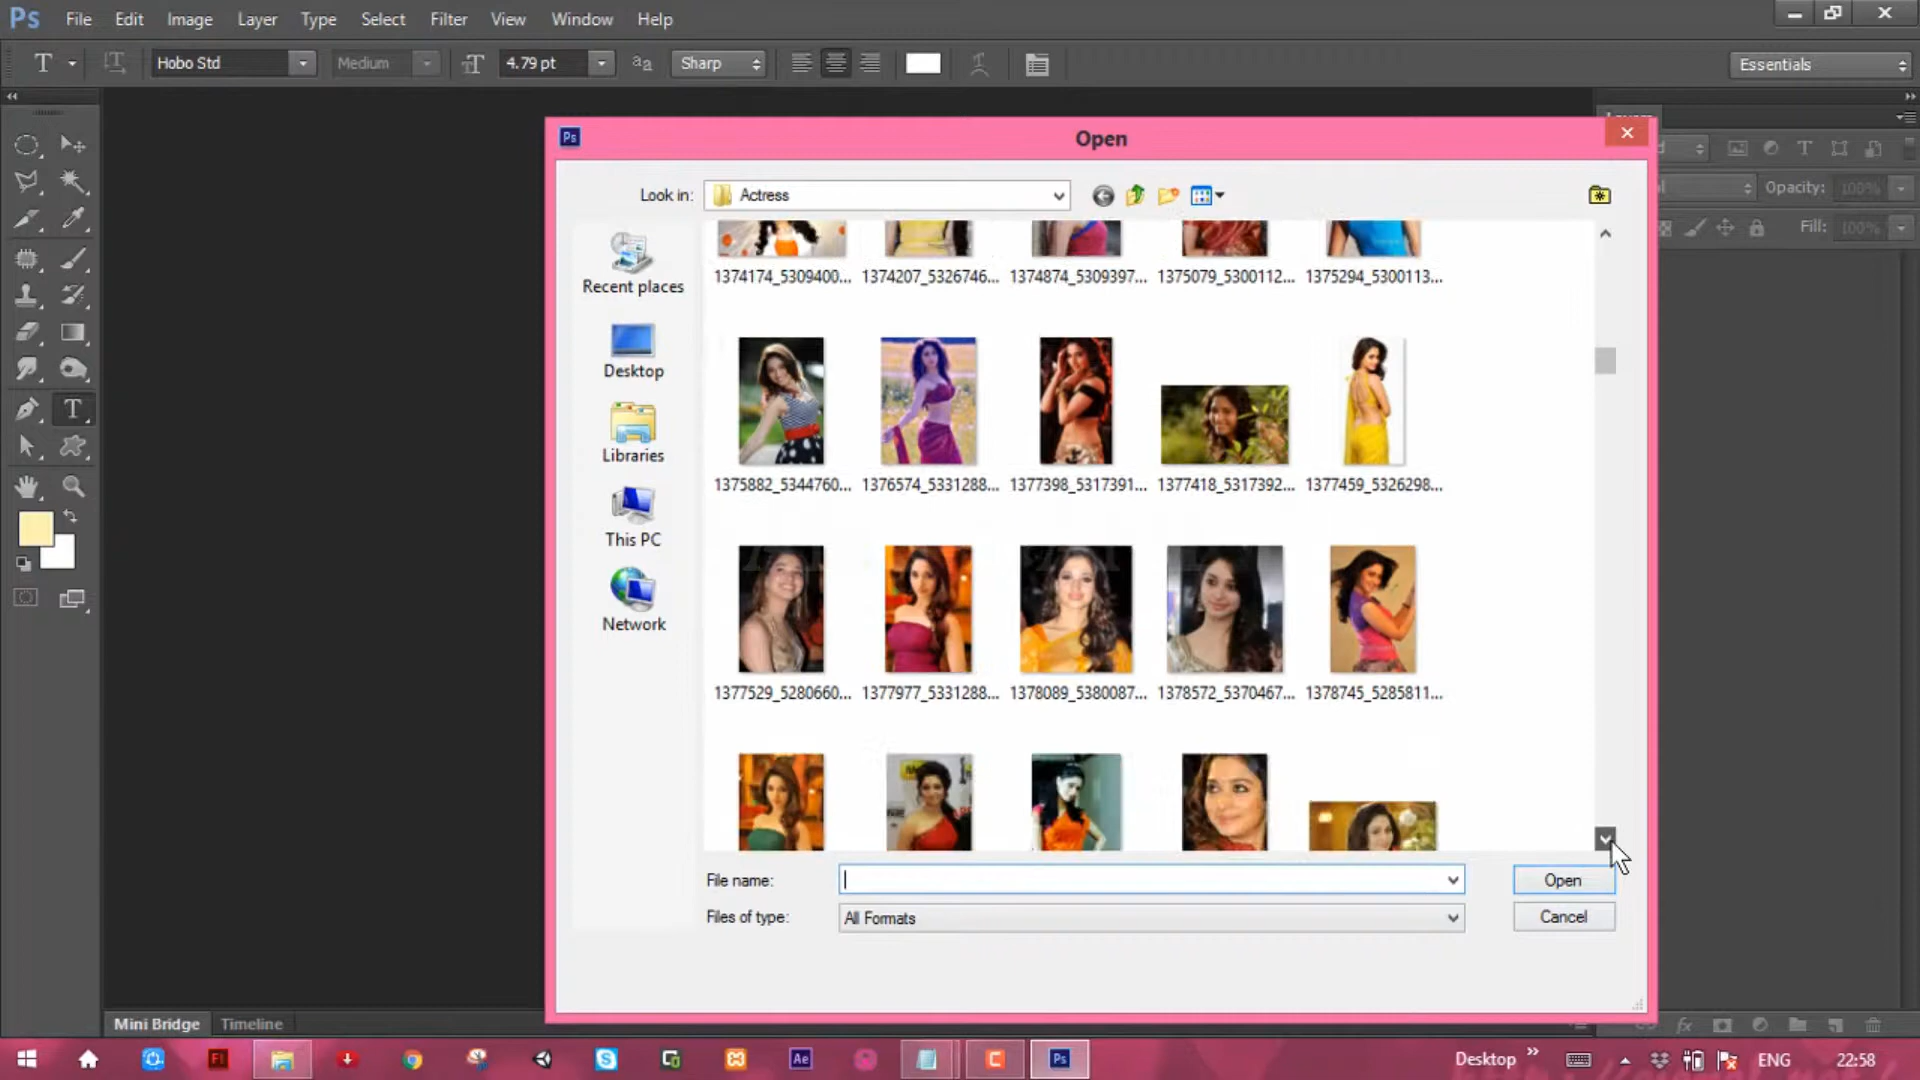 Ps File Edit Image Layer Type Select Filter View Window Help
T Hobo Std Medium 4.79 pt aa Sharp Essentials
Open
Look in: Actress
Opacity: 100%
Fill: 100%
Recent places
Desktop
Libraries
This PC
Network
1374174_5309400... 1374207_5326746... 1374874_5309397... 1375079_5300112... 1375294_5300113...
1375882_5344760... 1376574_5331288... 1377398_5317391... 1377418_5317392... 1377459_5326298...
1377529_5280660... 1377977_5331288... 1378089_5380087... 1378572_5370467... 1378745_5285811...
File name: Open
Files of type: All Formats Cancel
Mini Bridge Timeline
Desktop ENG 22:58